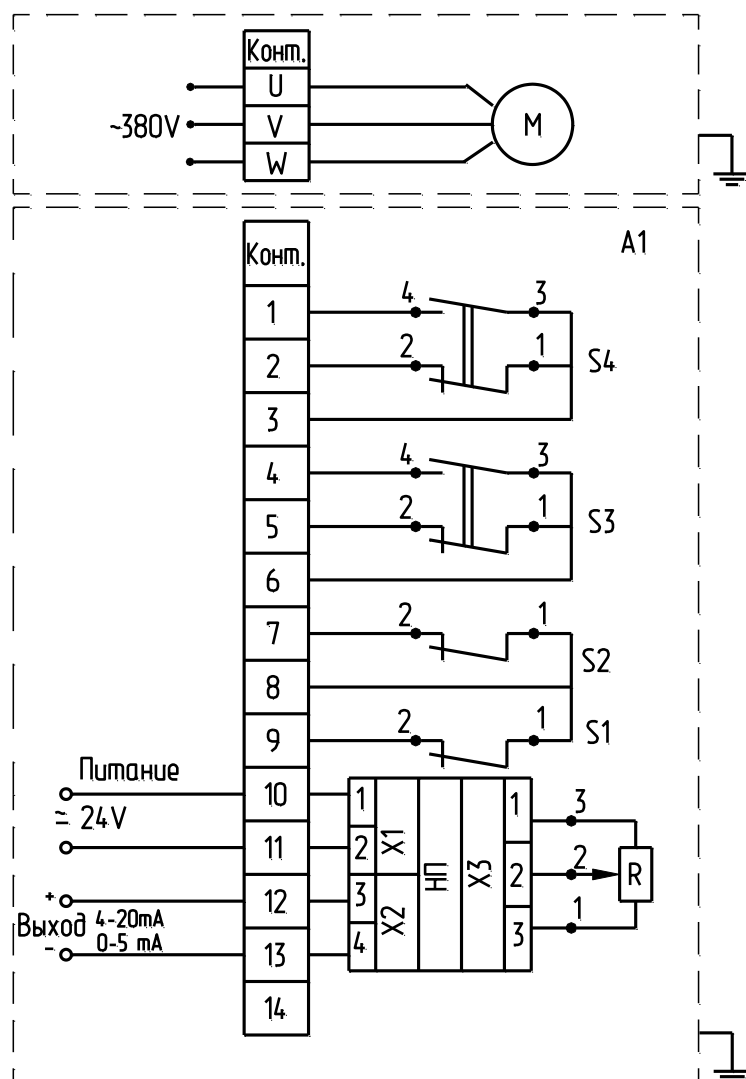 Конт.
U
~380V V M
W
A1
Конт.
1 4 3
2 2 1 S4
3
4 4 3
5 2 1 S3
6
7 2 1
8 S2
9 2 1 S1
Питание 10 1 1 3
≃ 24V X1
11 2 НП X3 2 2 R
+ 12 3 1
Выход 4-20mA X2
0-5 mA
- 13 4 3
14